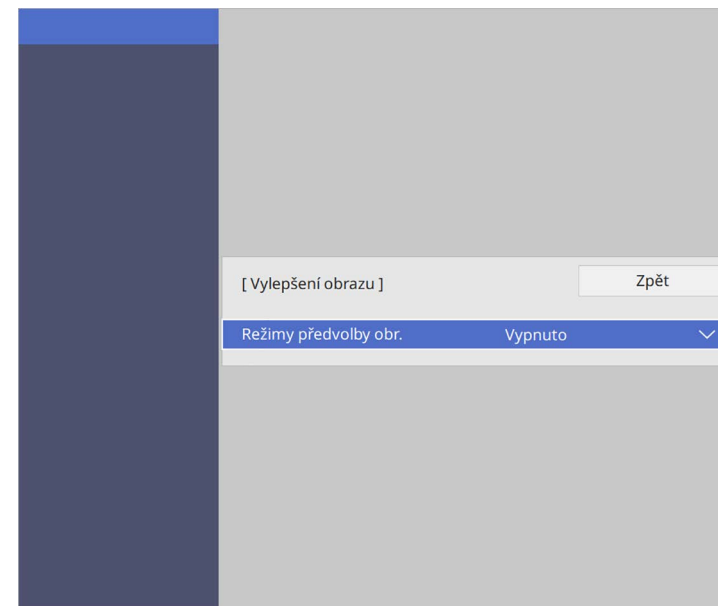 [ Vylepšení obrazu ]
Zpět
Režimy předvolby obr.
Vypnuto